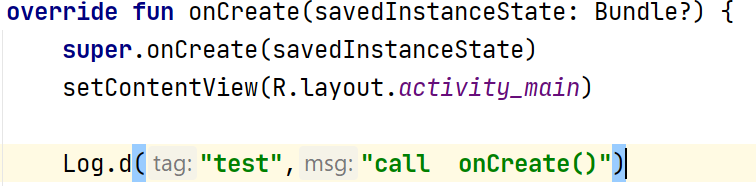 override fun onCreate(savedInstanceState: Bundle?) {
super.onCreate(savedInstanceState)
setContentView(R.layout.activity_main)
Log.d( tag: "test", msg: "call  onCreate()")